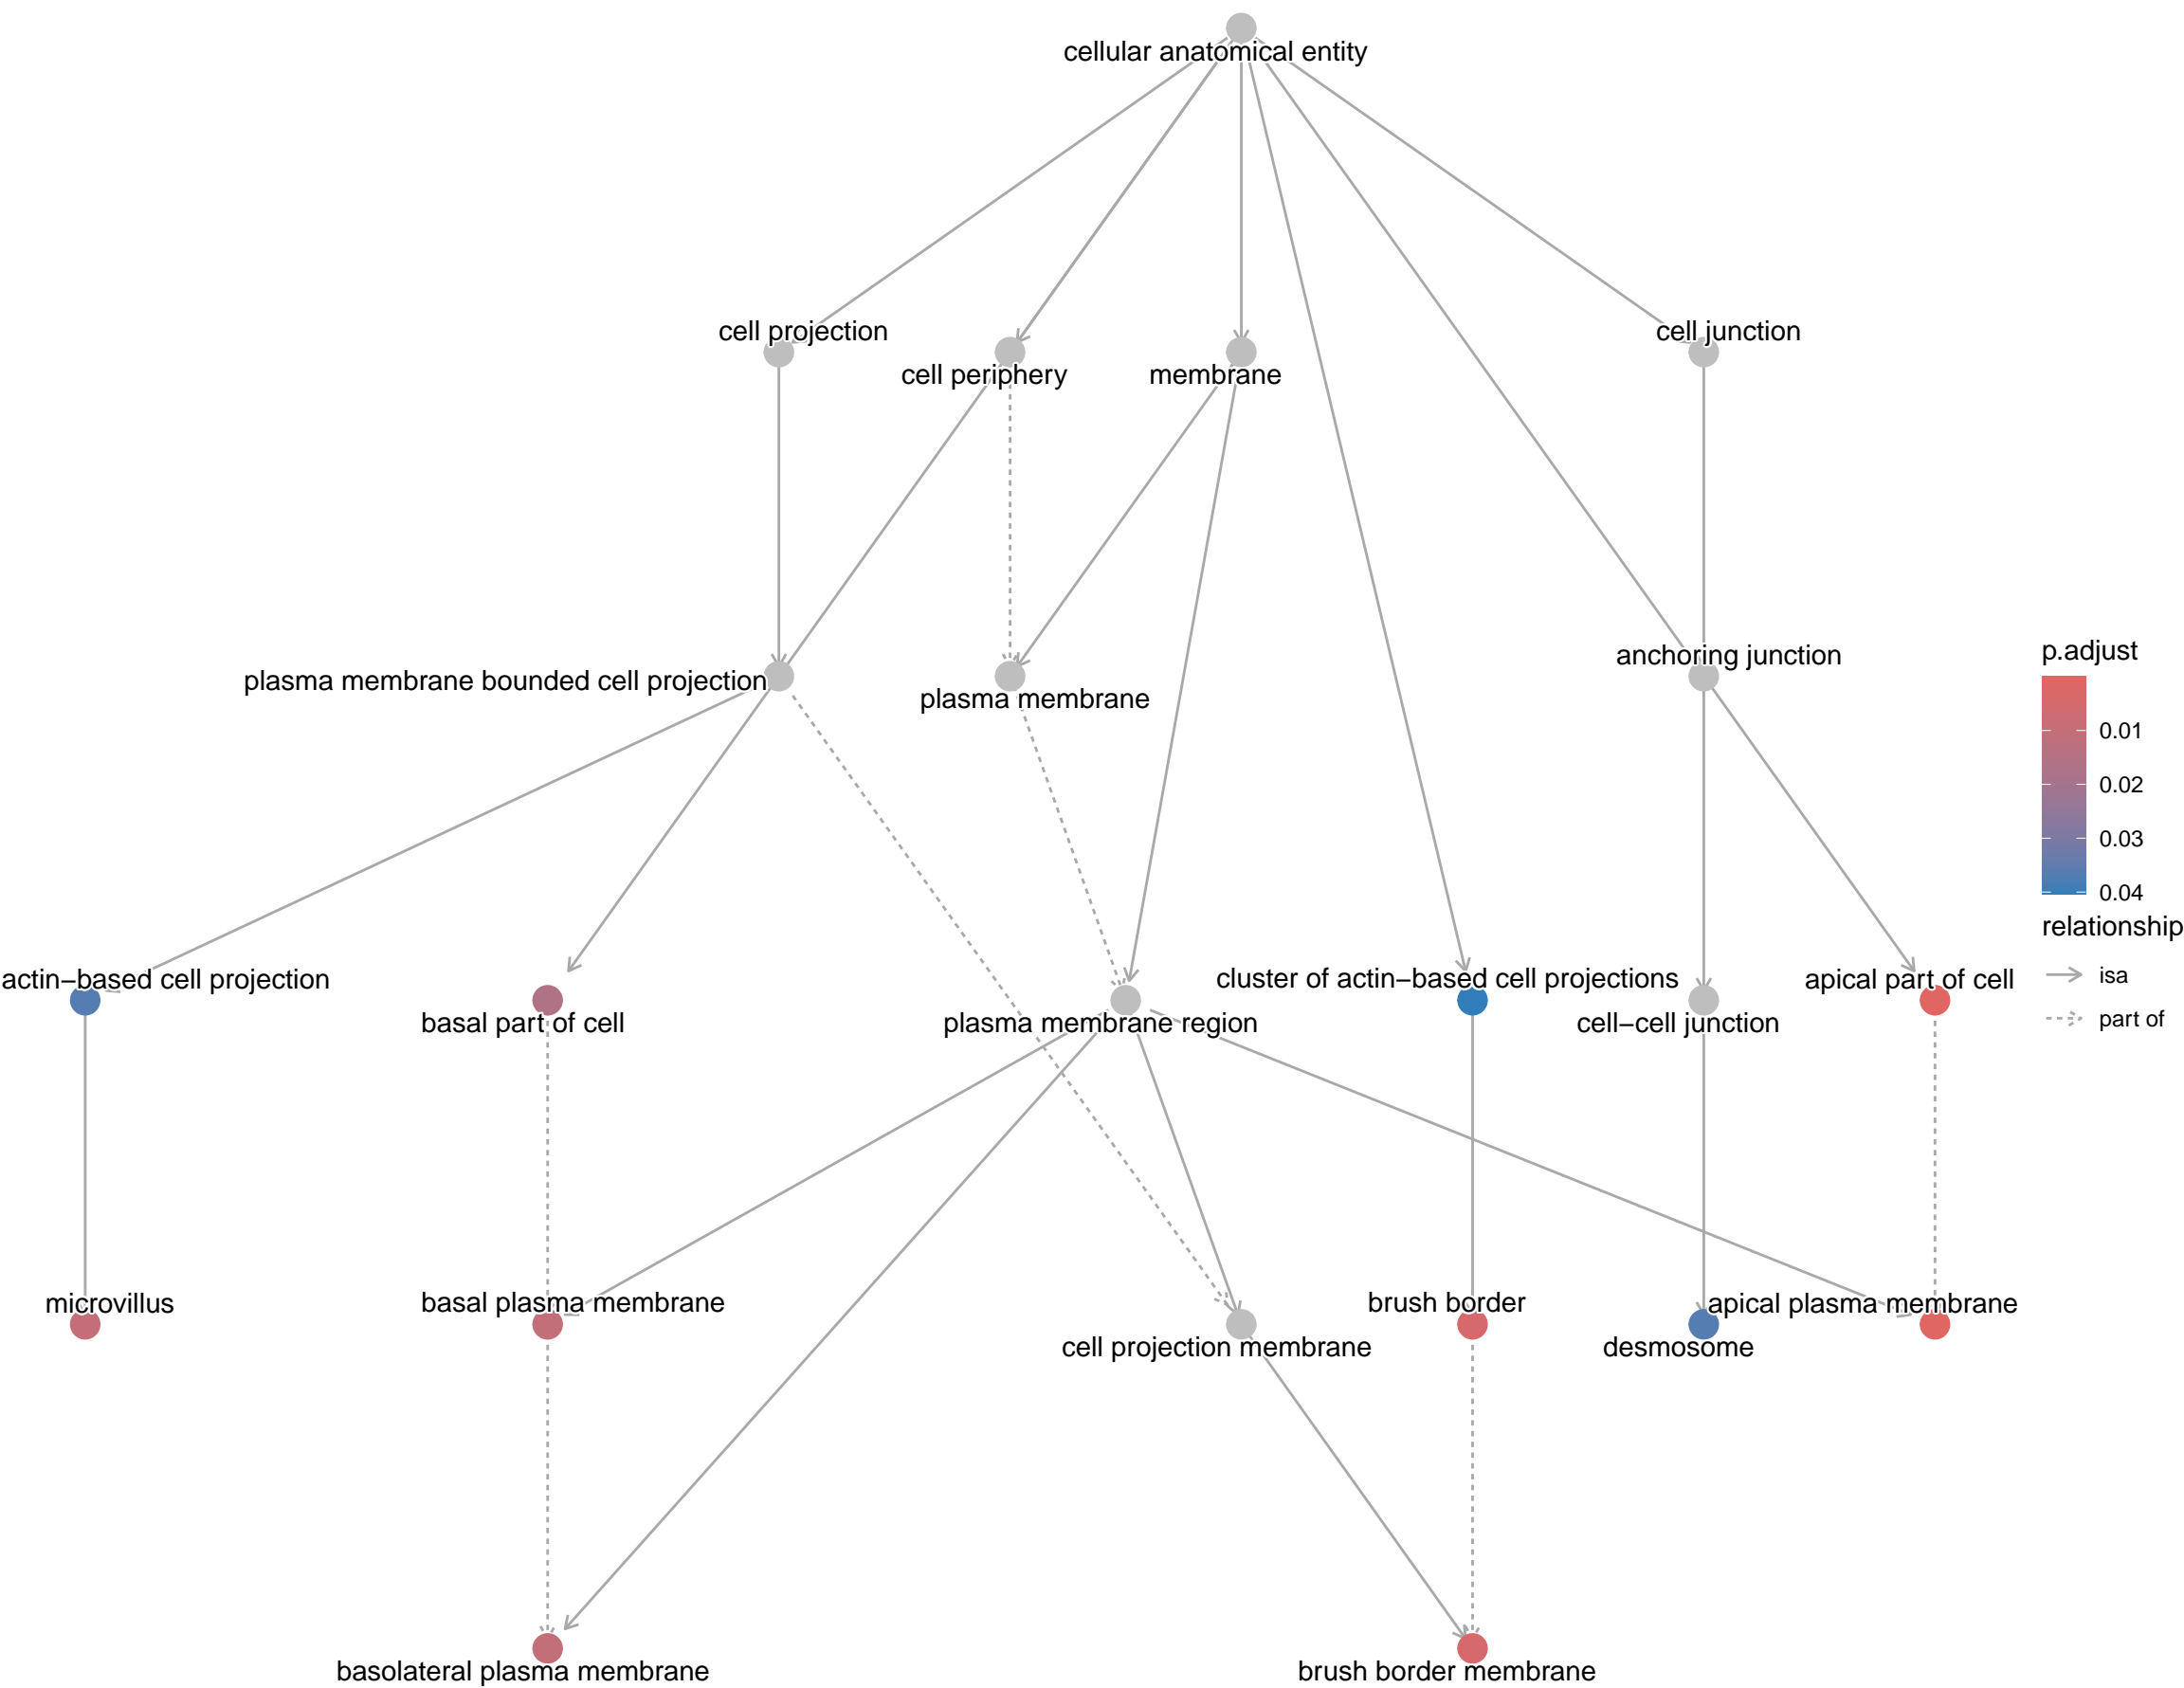 cellular anatomical entity
cell projection
cell junction
cell periphery
membrane
plasma membrane bounded cell projection
plasma membrane
anchoring junction
p.adjust
0.01
0.02
0.03
0.04
relationship
isa
part of
actin−based cell projection
cluster of actin−based cell projections
apical part of cell
basal part of cell
plasma membrane region
cell−cell junction
microvillus
basal plasma membrane
brush border
apical plasma membrane
cell projection membrane
desmosome
basolateral plasma membrane
brush border membrane